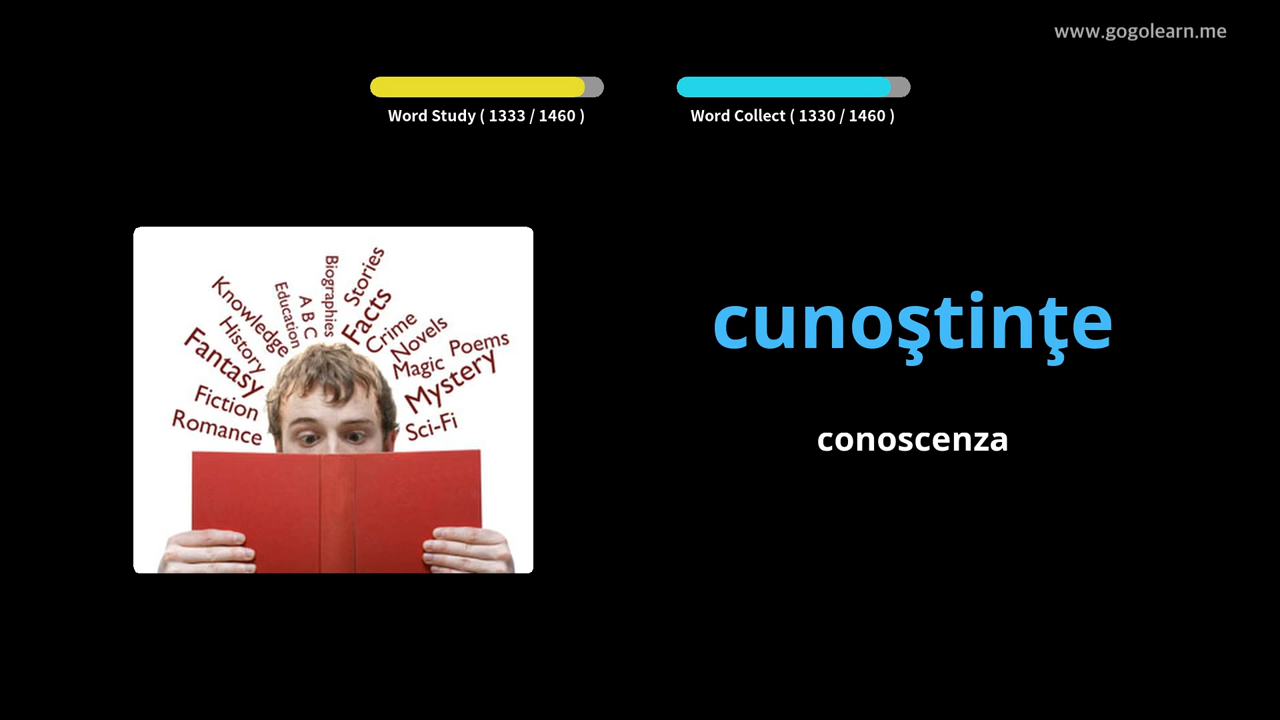 www.gogolearn.me
Word Study ( 1333 / 1460 )
Word Collect ( 1330 / 1460 )
Romance
Fiction
Fantasy
History
Knowledge
Education
A B C
Biographies
Stories
Facts
Crime
Novels
Magic
Poems
Mystery
Sci-Fi
cunoştinţe
conoscenza